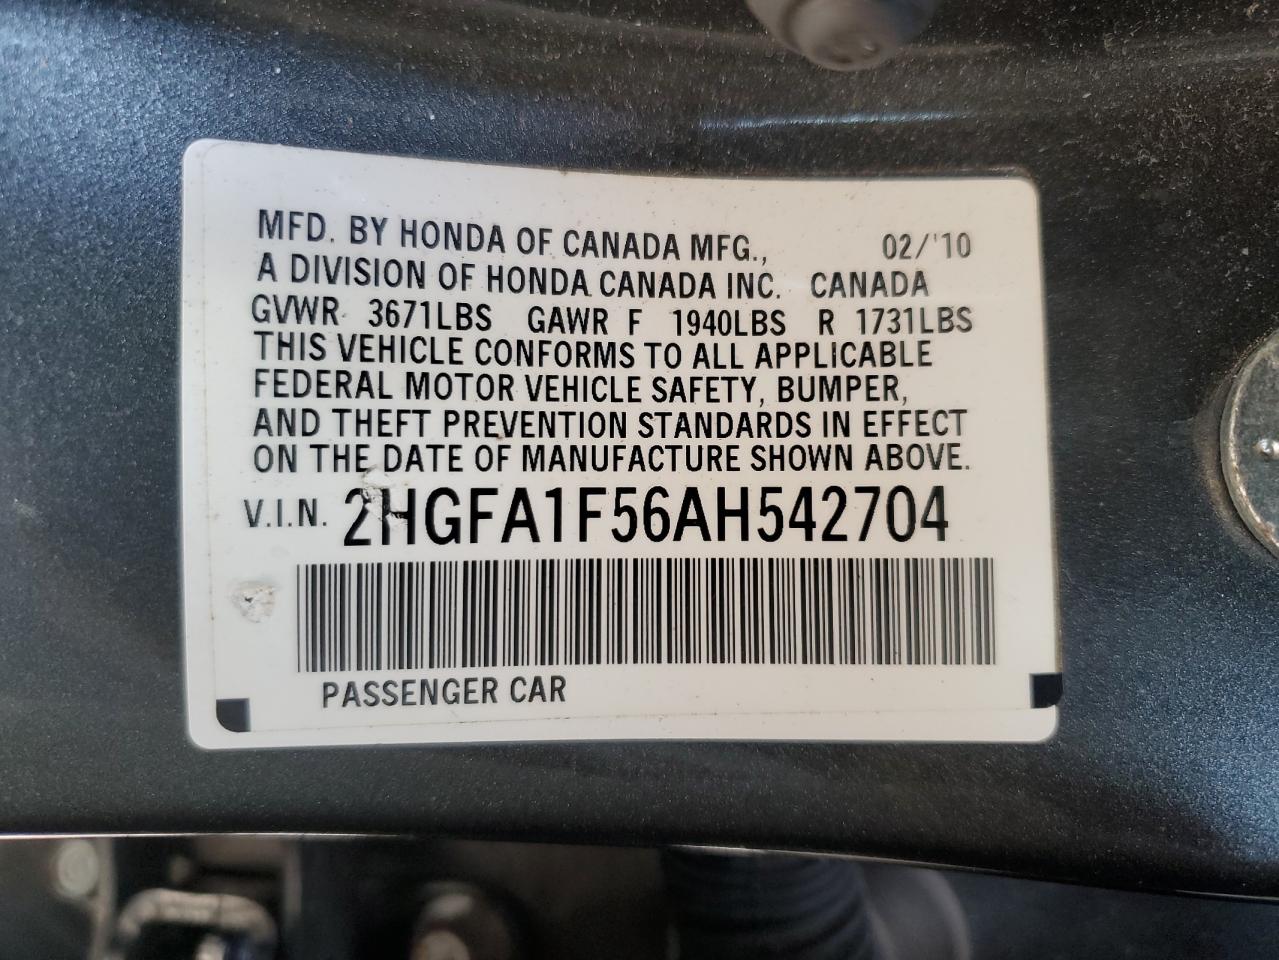 MFD. BY HONDA OF CANADA MFG., 02/'10
A DIVISION OF HONDA CANADA INC. CANADA
GVWR 3671LBS GAWR F 1940LBS R 1731LBS
THIS VEHICLE CONFORMS TO ALL APPLICABLE
FEDERAL MOTOR VEHICLE SAFETY, BUMPER,
AND THEFT PREVENTION STANDARDS IN EFFECT
ON THE DATE OF MANUFACTURE SHOWN ABOVE.
V.I.N. 2HGFA1F56AH542704
PASSENGER CAR